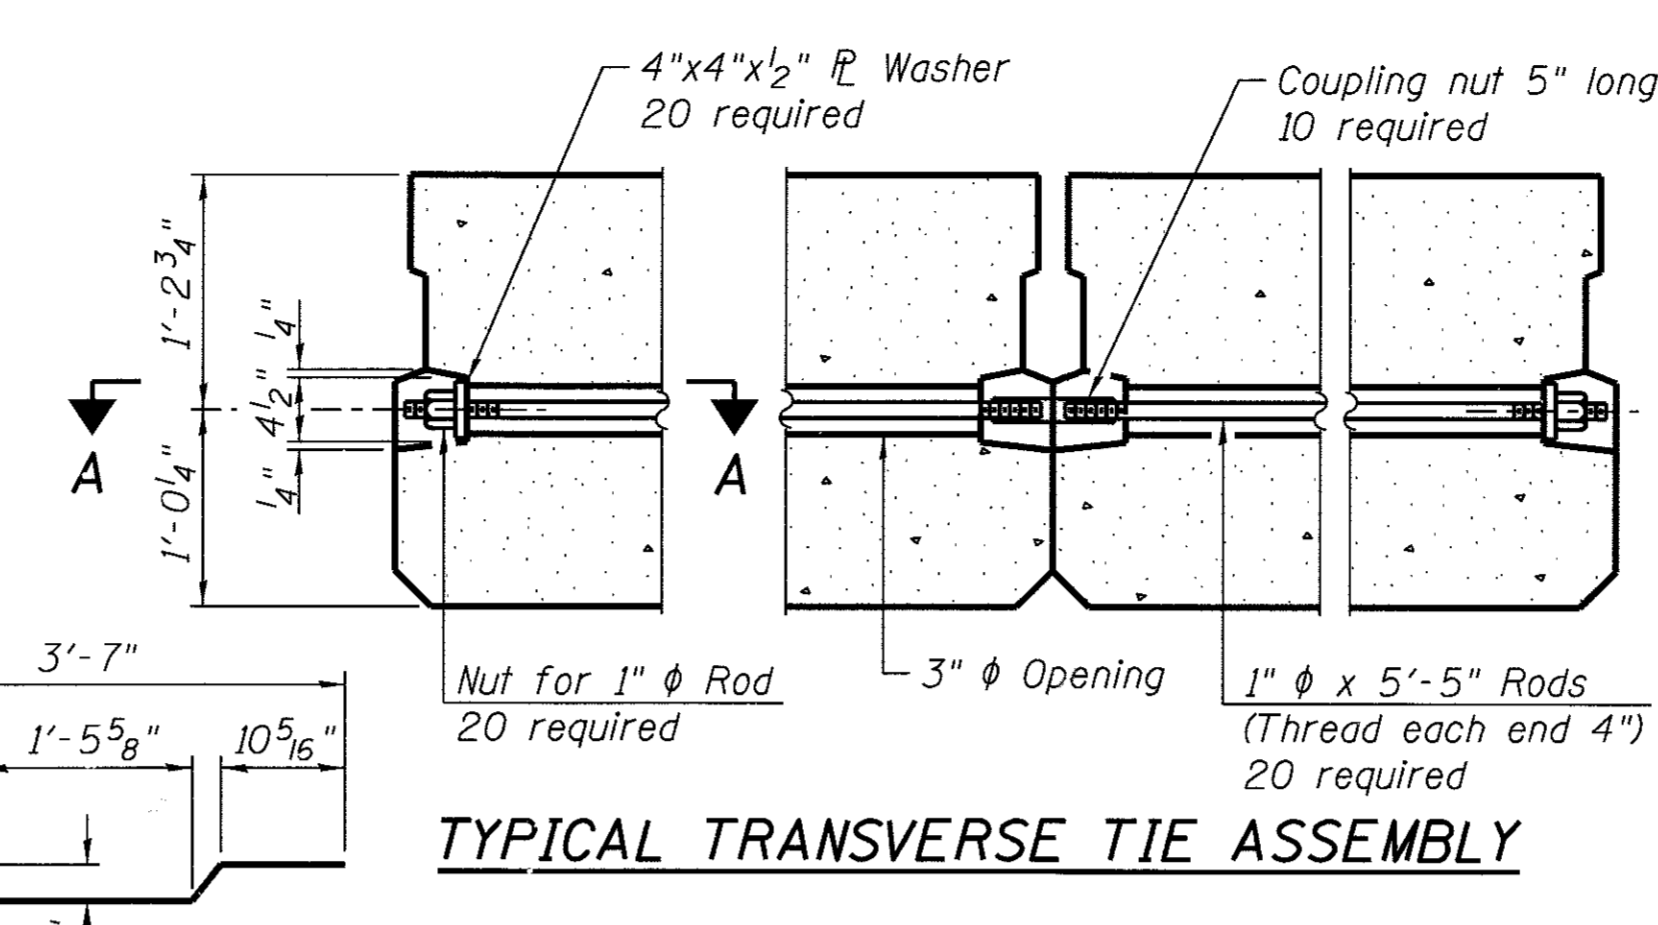 4"x4"x1/2" ℄ Washer
20 required
Coupling nut 5" long
10 required
1'-2 3/4"
1/4"
4 1/2"
1/4"
1'-0 1/4"
A
A
3'-7"
1'-5 5/8"
10 5/16"
Nut for 1" ϕ Rod
20 required
3" ϕ Opening
1" ϕ x 5'-5" Rods
(Thread each end 4")
20 required
TYPICAL TRANSVERSE TIE ASSEMBLY